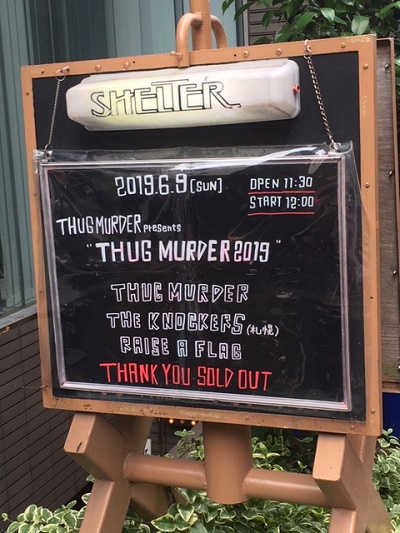 SHELTER
2019.6.9 [SUN]
OPEN 11:30
START 12:00
THUG MURDER presents
"THUG MURDER 2019"
THUG MURDER
THE KNOCKERS (札幌)
RAISE A FLAG
THANK YOU SOLD OUT